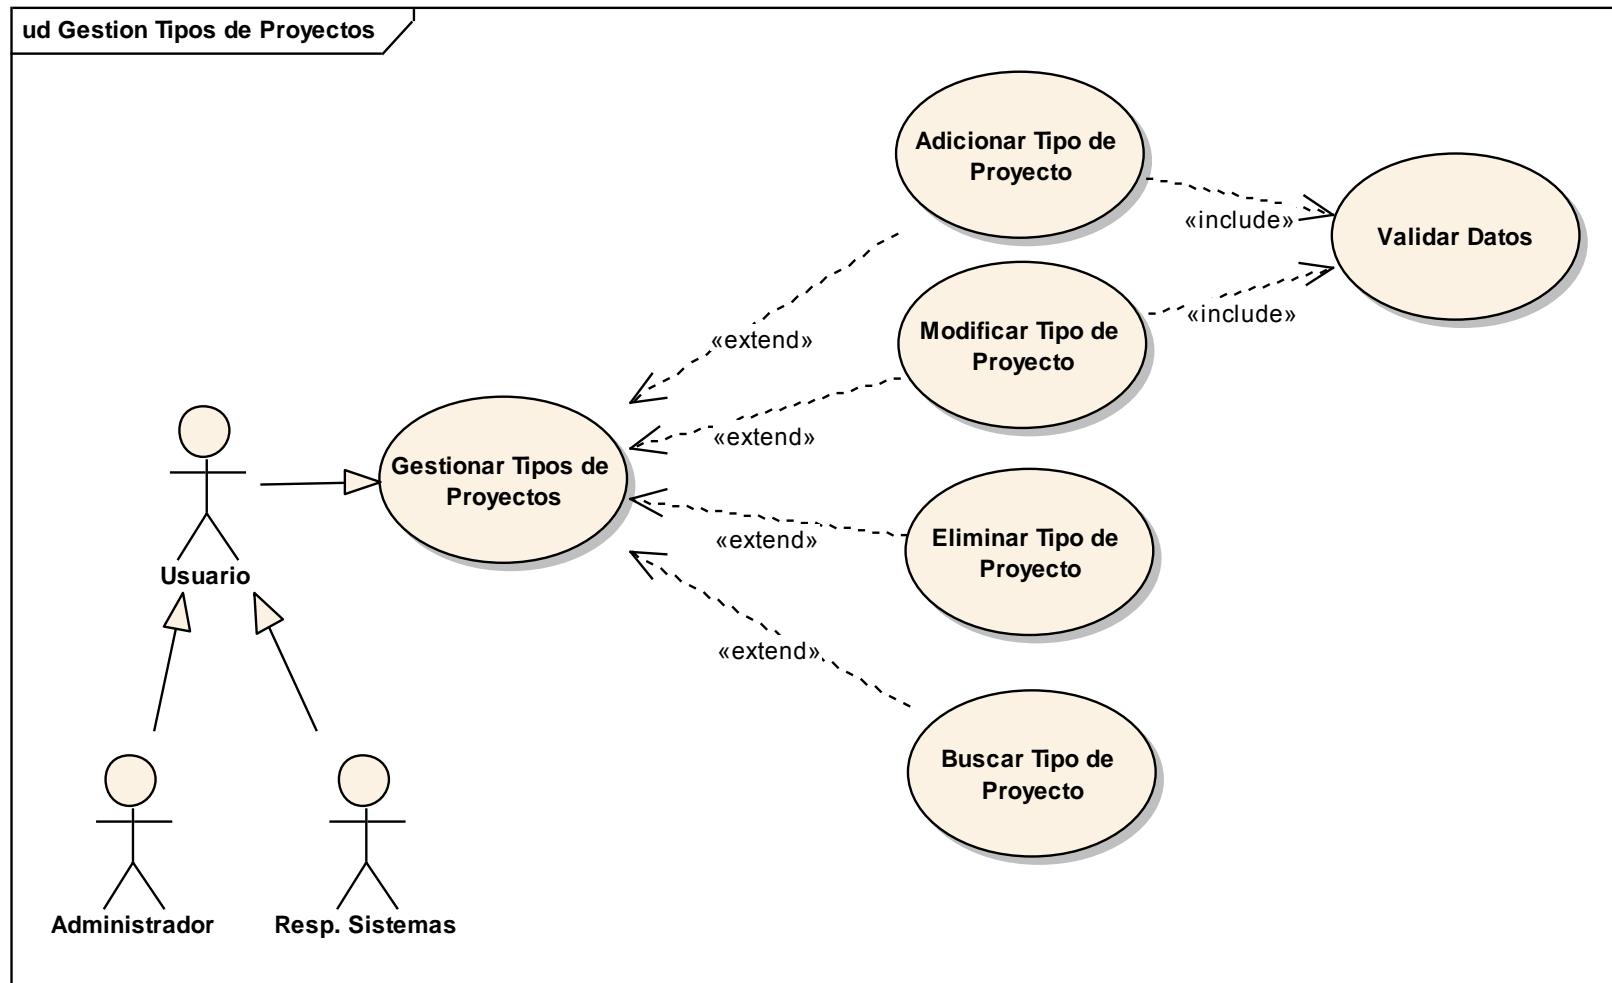 ud Gestion Tipos de Proyectos
Adicionar Tipo de
Proyecto
«include»
Validar Datos
Modificar Tipo de
Proyecto
«include»
«extend»
«extend»
Gestionar Tipos de
Proyectos
«extend»
Eliminar Tipo de
Proyecto
Usuario
«extend»
Buscar Tipo de
Proyecto
Administrador
Resp. Sistemas